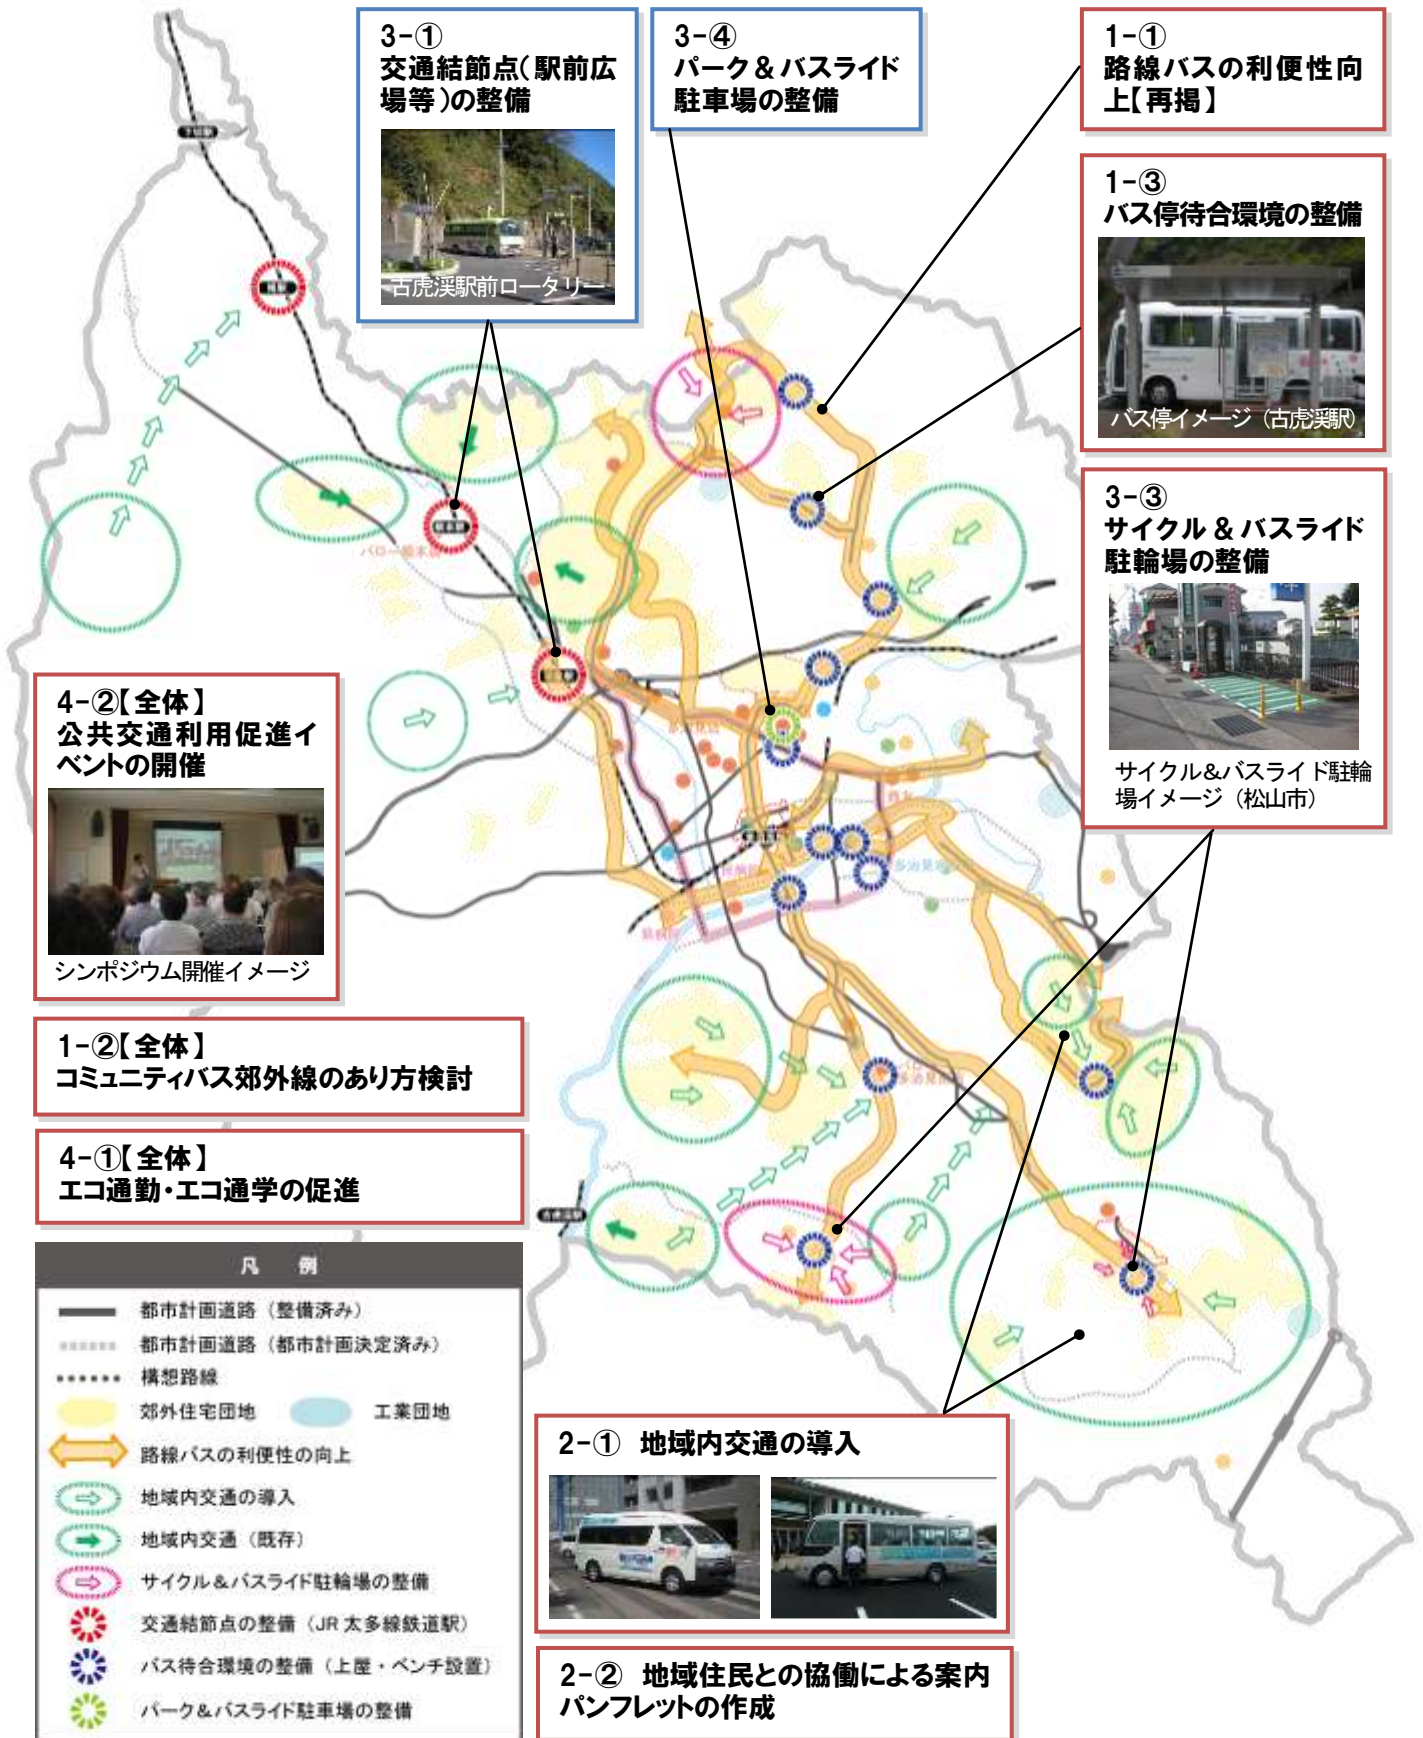 3-①
交通結節点(駅前広
場等)の整備
古虎渓駅前ロータリー
3-④
パーク&バスライド
駐車場の整備
1-①
路線バスの利便性向
上【再掲】
1-③
バス停待合環境の整備
バス停イメージ（古虎渓駅）
3-③
サイクル&バスライド
駐輪場の整備
サイクル&バスライド駐輪
場イメージ（松山市）
4-②【全体】
公共交通利用促進イ
ベントの開催
シンポジウム開催イメージ
1-②【全体】
コミュニティバス郊外線のあり方検討
4-①【全体】
エコ通勤・エコ通学の促進
古虎渓駅
凡　例
都市計画道路（整備済み）
都市計画道路（都市計画決定済み）
構想路線
郊外住宅団地　工業団地
路線バスの利便性の向上
地域内交通の導入
地域内交通（既存）
サイクル&バスライド駐輪場の整備
交通結節点の整備（JR 太多線鉄道駅）
バス待合環境の整備（上屋・ベンチ設置）
パーク&バスライド駐車場の整備
2-①　地域内交通の導入
2-②　地域住民との協働による案内
パンフレットの作成